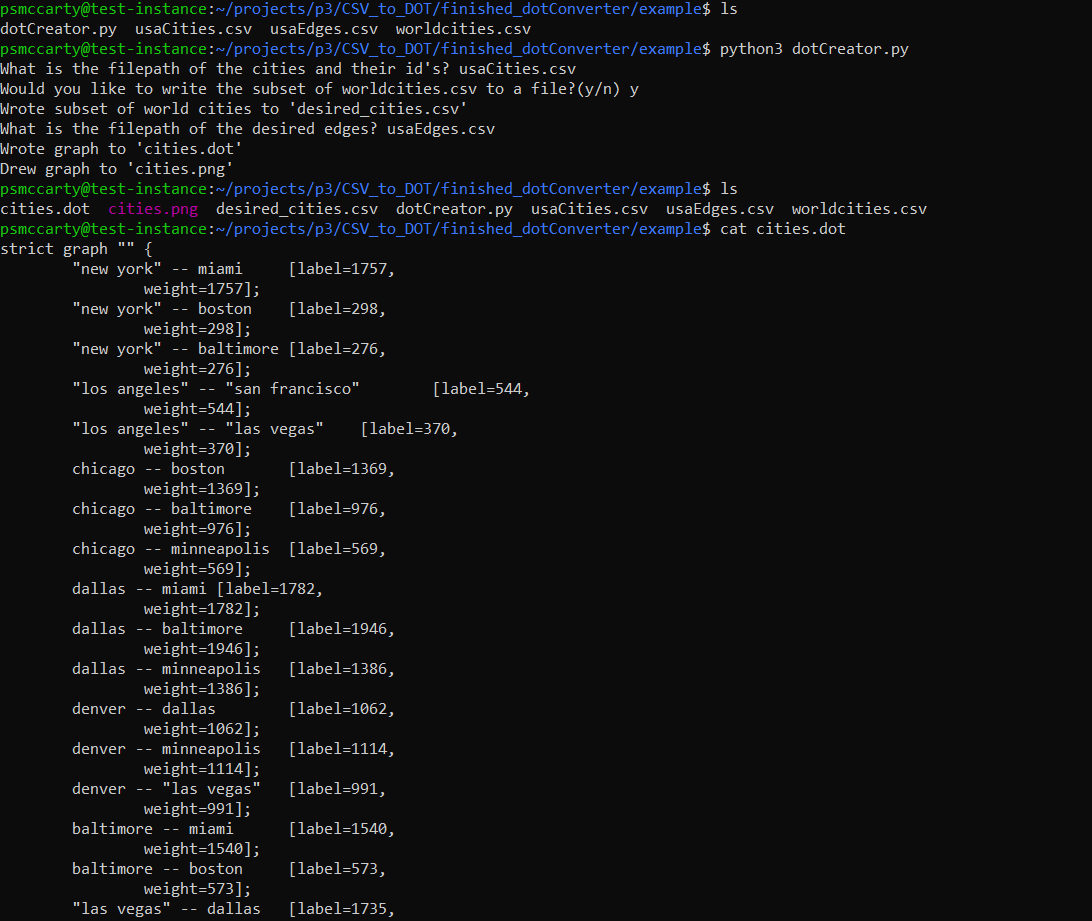 psmccarty@test-instance:~/projects/p3/CSV_to_DOT/finished_dotConverter/example$ ls
dotCreator.py  usaCities.csv  usaEdges.csv  worldcities.csv
psmccarty@test-instance:~/projects/p3/CSV_to_DOT/finished_dotConverter/example$ python3 dotCreator.py
What is the filepath of the cities and their id's? usaCities.csv
Would you like to write the subset of worldcities.csv to a file?(y/n) y
Wrote subset of world cities to 'desired_cities.csv'
What is the filepath of the desired edges? usaEdges.csv
Wrote graph to 'cities.dot'
Drew graph to 'cities.png'
psmccarty@test-instance:~/projects/p3/CSV_to_DOT/finished_dotConverter/example$ ls
cities.dot  cities.png  desired_cities.csv  dotCreator.py  usaCities.csv  usaEdges.csv  worldcities.csv
psmccarty@test-instance:~/projects/p3/CSV_to_DOT/finished_dotConverter/example$ cat cities.dot
strict graph "" {
        "new york" -- miami     [label=1757,
                weight=1757];
        "new york" -- boston    [label=298,
                weight=298];
        "new york" -- baltimore [label=276,
                weight=276];
        "los angeles" -- "san francisco"        [label=544,
                weight=544];
        "los angeles" -- "las vegas"    [label=370,
                weight=370];
        chicago -- boston       [label=1369,
                weight=1369];
        chicago -- baltimore    [label=976,
                weight=976];
        chicago -- minneapolis  [label=569,
                weight=569];
        dallas -- miami [label=1782,
                weight=1782];
        dallas -- baltimore     [label=1946,
                weight=1946];
        dallas -- minneapolis   [label=1386,
                weight=1386];
        denver -- dallas        [label=1062,
                weight=1062];
        denver -- minneapolis   [label=1114,
                weight=1114];
        denver -- "las vegas"   [label=991,
                weight=991];
        baltimore -- miami      [label=1540,
                weight=1540];
        baltimore -- boston     [label=573,
                weight=573];
        "las vegas" -- dallas   [label=1735,